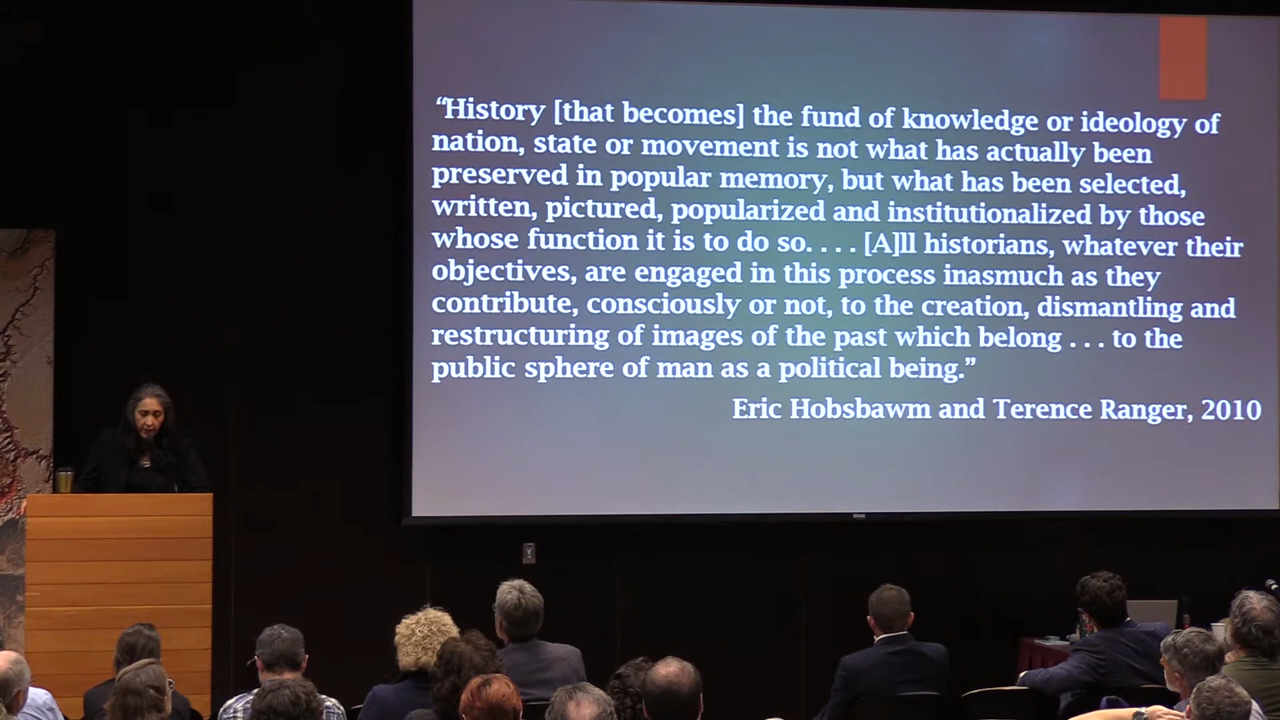 “History [that becomes] the fund of knowledge or ideology of
nation, state or movement is not what has actually been
preserved in popular memory, but what has been selected,
written, pictured, popularized and institutionalized by those
whose function it is to do so. . . . [A]ll historians, whatever their
objectives, are engaged in this process inasmuch as they
contribute, consciously or not, to the creation, dismantling and
restructuring of images of the past which belong . . . to the
public sphere of man as a political being.”
Eric Hobsbawm and Terence Ranger, 2010